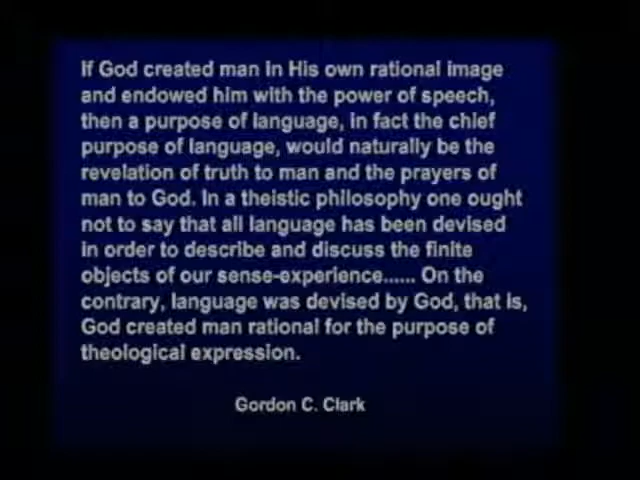 If God created man in His own rational image
and endowed him with the power of speech,
then a purpose of language, in fact the chief
purpose of language, would naturally be the
revelation of truth to man and the prayers of
man to God. In a theistic philosophy one ought
not to say that all language has been devised
in order to describe and discuss the finite
objects of our sense-experience...... On the
contrary, language was devised by God, that is,
God created man rational for the purpose of
theological expression.
Gordon C. Clark